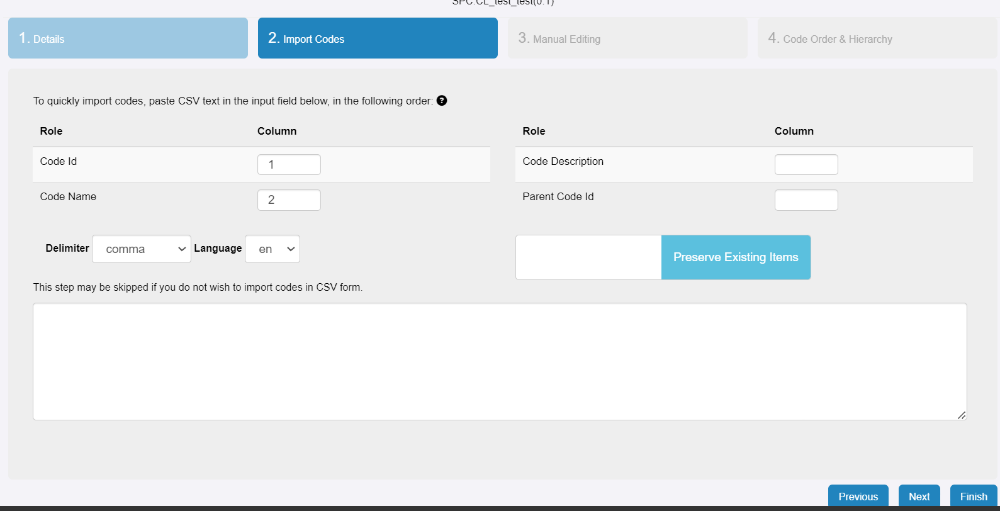 SPC:CL_test_test(0.1)
1. Details
2. Import Codes
3. Manual Editing
4. Code Order & Hierarchy
To quickly import codes, paste CSV text in the input field below, in the following order: ?
Role Column
Code Id 1
Code Name 2
Role Column
Code Description
Parent Code Id
Delimiter comma Language en
Preserve Existing Items
This step may be skipped if you do not wish to import codes in CSV form.
Previous Next Finish